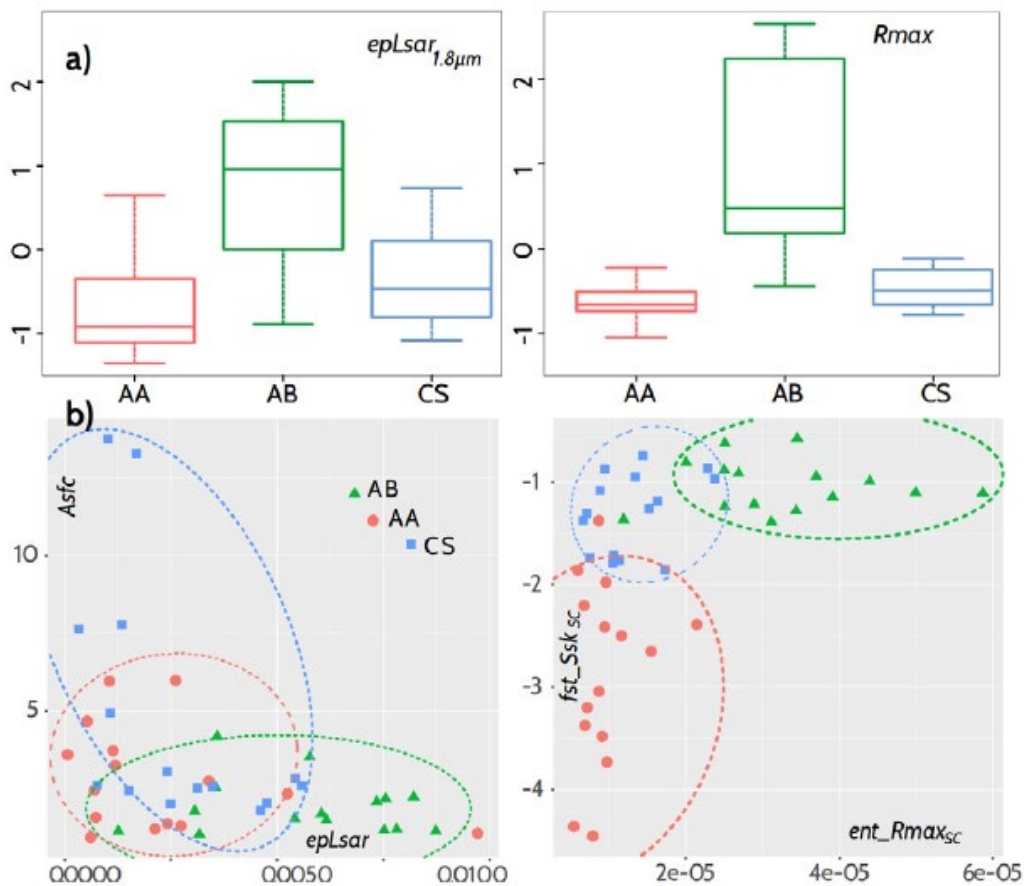 a)
epLsar1.8µm
2
1
0
-1
AA
AB
CS
Rmax
2
1
0
-1
AA
AB
CS
b)
Asfc
10
5
AB
AA
CS
epLsar
0.0000
0.0050
0.0100
-1
-2
-3
-4
fst_Ssk SC
ent_RmaxSC
2e-05
4e-05
6e-05